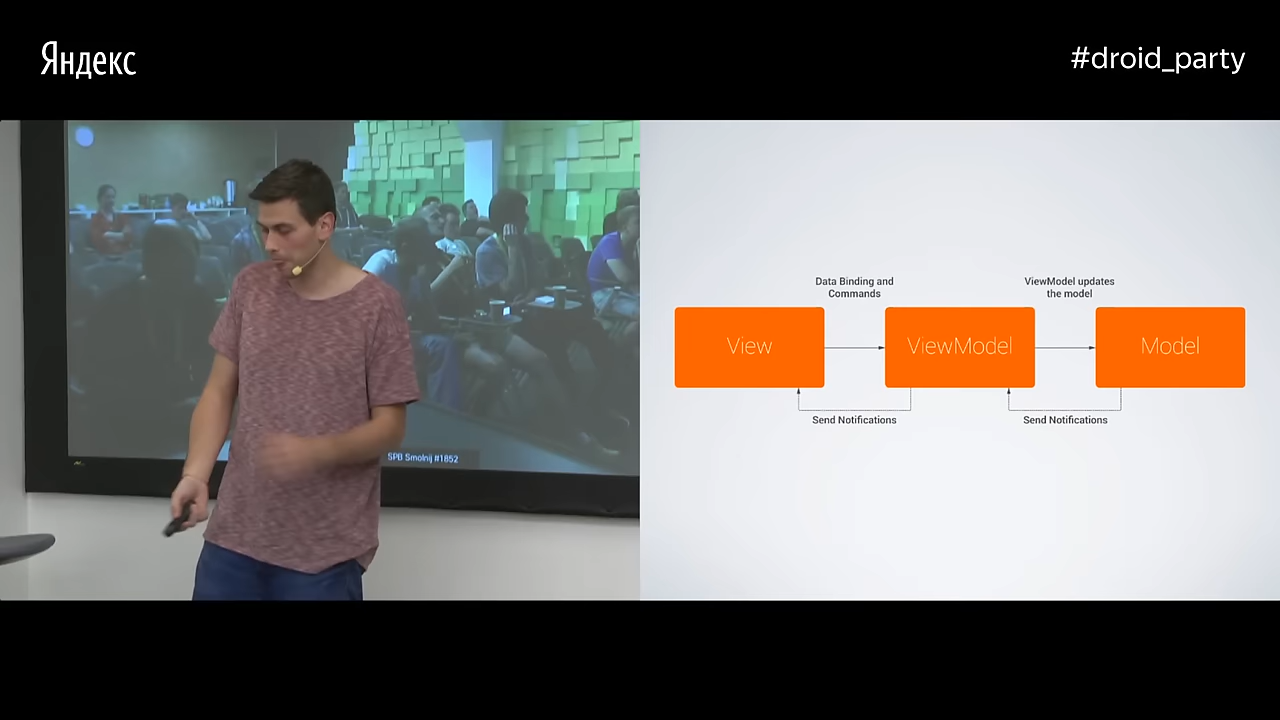 Яндекс
#droid_party
Data Binding and
Commands
ViewModel updates
the model
View
ViewModel
Model
Send Notifications
Send Notifications
SPB Smolnij #1852